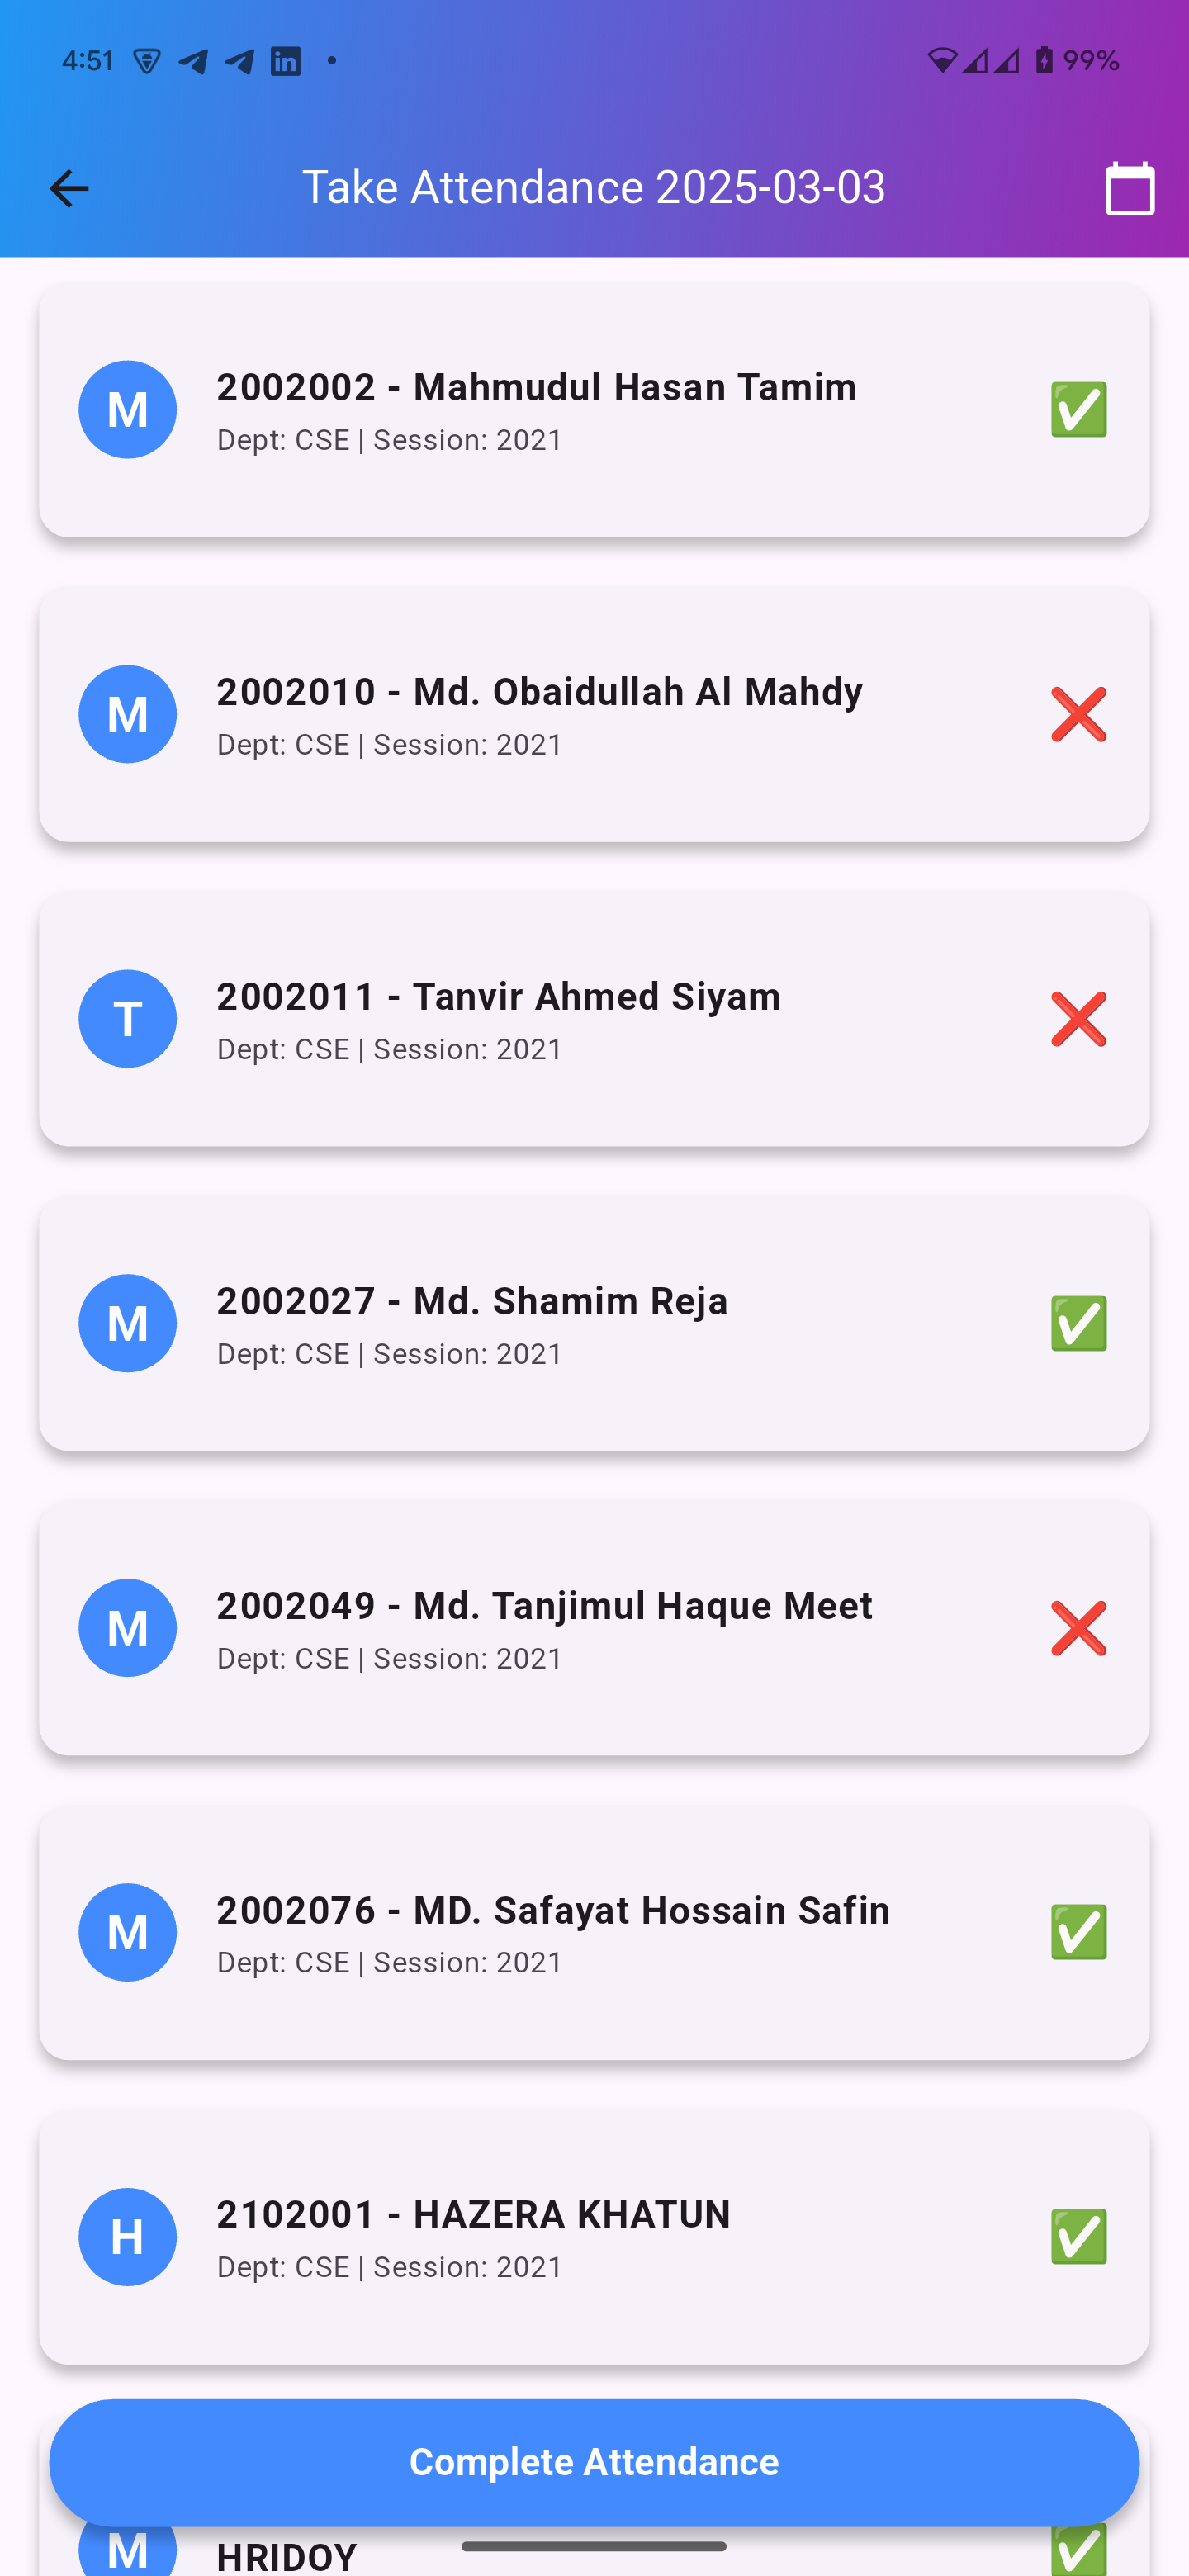 4:51
99%
Take Attendance 2025-03-03
M
2002002 - Mahmudul Hasan Tamim
Dept: CSE | Session: 2021
M
2002010 - Md. Obaidullah Al Mahdy
Dept: CSE | Session: 2021
T
2002011 - Tanvir Ahmed Siyam
Dept: CSE | Session: 2021
M
2002027 - Md. Shamim Reja
Dept: CSE | Session: 2021
M
2002049 - Md. Tanjimul Haque Meet
Dept: CSE | Session: 2021
M
2002076 - MD. Safayat Hossain Safin
Dept: CSE | Session: 2021
H
2102001 - HAZERA KHATUN
Dept: CSE | Session: 2021
Complete Attendance
M
HRIDOY